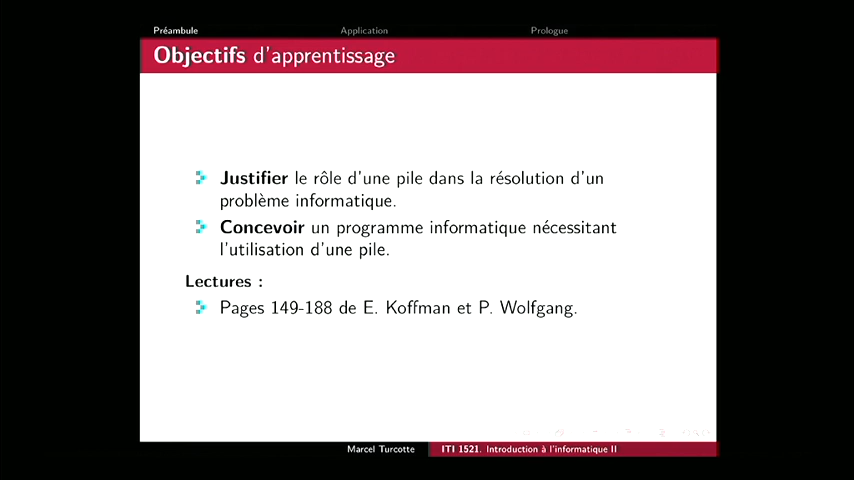 Préambule Application Prologue
Objectifs d'apprentissage
Justifier le rôle d'une pile dans la résolution d'un
problème informatique.
Concevoir un programme informatique nécessitant
l'utilisation d'une pile.
Lectures :
Pages 149-188 de E. Koffman et P. Wolfgang.
Marcel Turcotte ITI 1521. Introduction à l'informatique II